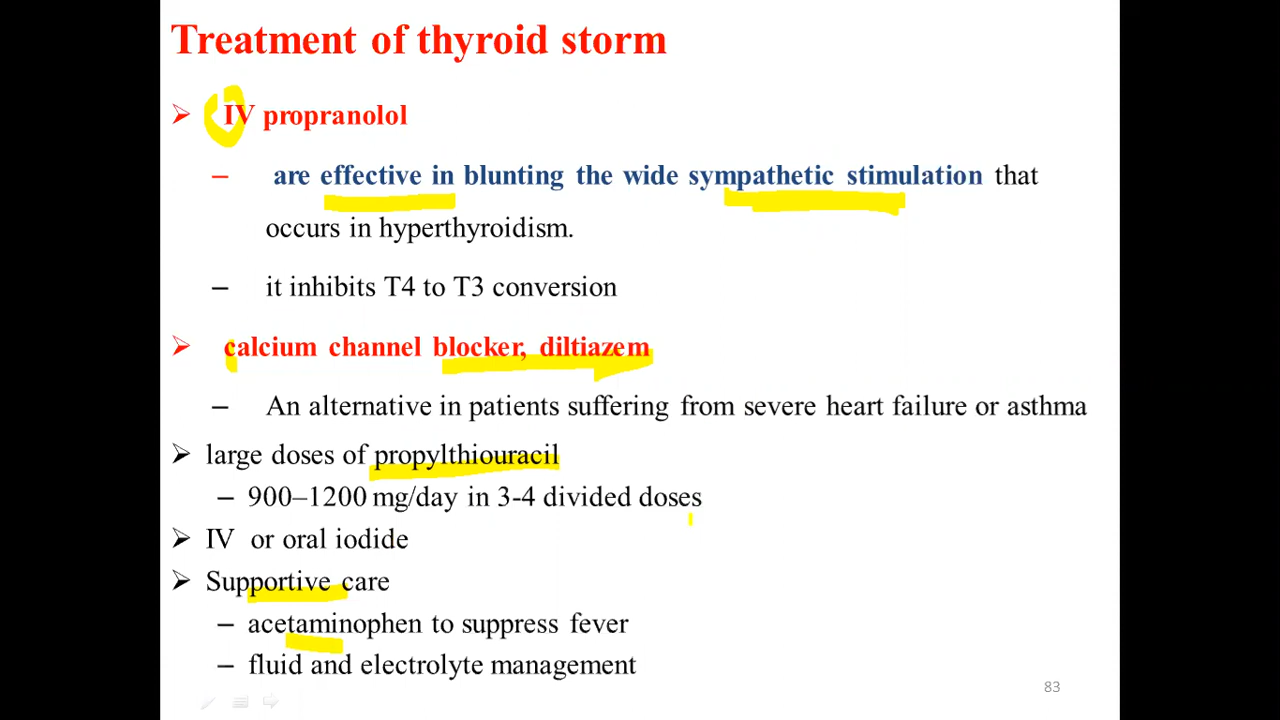 Treatment of thyroid storm
➢ IV propranolol
– are effective in blunting the wide sympathetic stimulation that
occurs in hyperthyroidism.
– it inhibits T4 to T3 conversion
➢ calcium channel blocker, diltiazem
– An alternative in patients suffering from severe heart failure or asthma
➢ large doses of propylthiouracil
– 900–1200 mg/day in 3-4 divided doses
➢ IV or oral iodide
➢ Supportive care
– acetaminophen to suppress fever
– fluid and electrolyte management
83